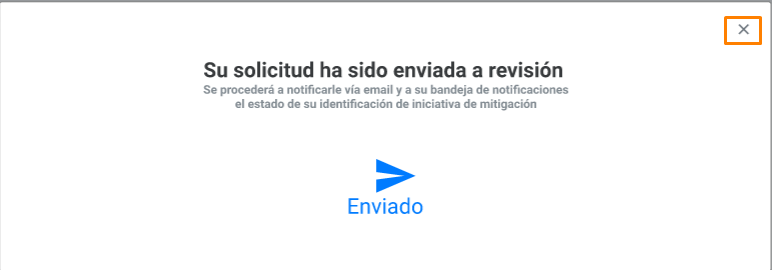 Su solicitud ha sido enviada a revisión
Se procederá a notificarle vía email y a su bandeja de notificaciones
el estado de su identificación de iniciativa de mitigación
Enviado